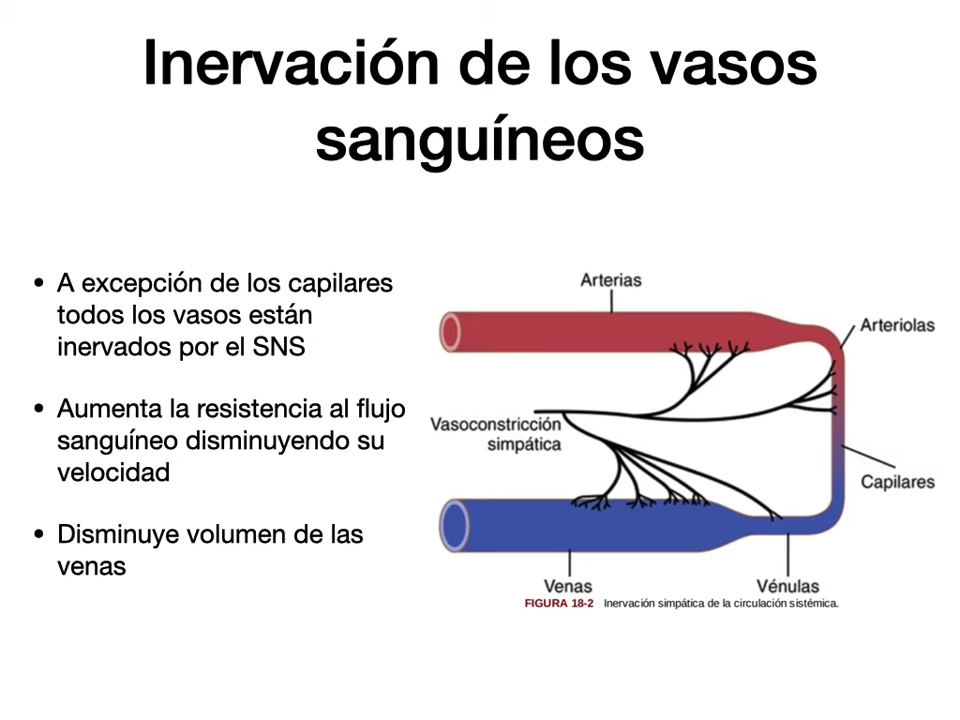 Inervación de los vasos
sanguíneos
• A excepción de los capilares
todos los vasos están
inervados por el SNS
• Aumenta la resistencia al flujo
sanguíneo disminuyendo su
velocidad
• Disminuye volumen de las
venas
Arterias
Arteriolas
Vasoconstricción
simpática
Capilares
Venas
Vénulas
FIGURA 18-2 Inervación simpática de la circulación sistémica.